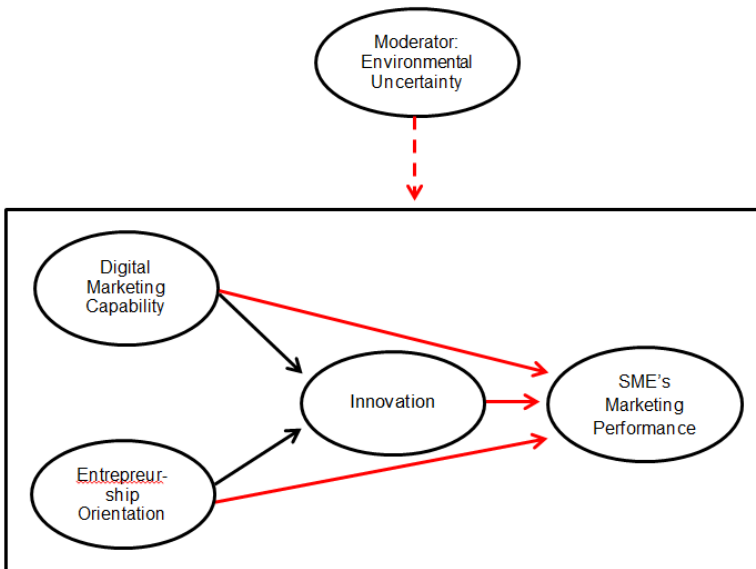 Moderator:
Environmental
Uncertainty
Digital
Marketing
Capability
Innovation
SME's
Marketing
Performance
Entrepreur-
ship
Orientation